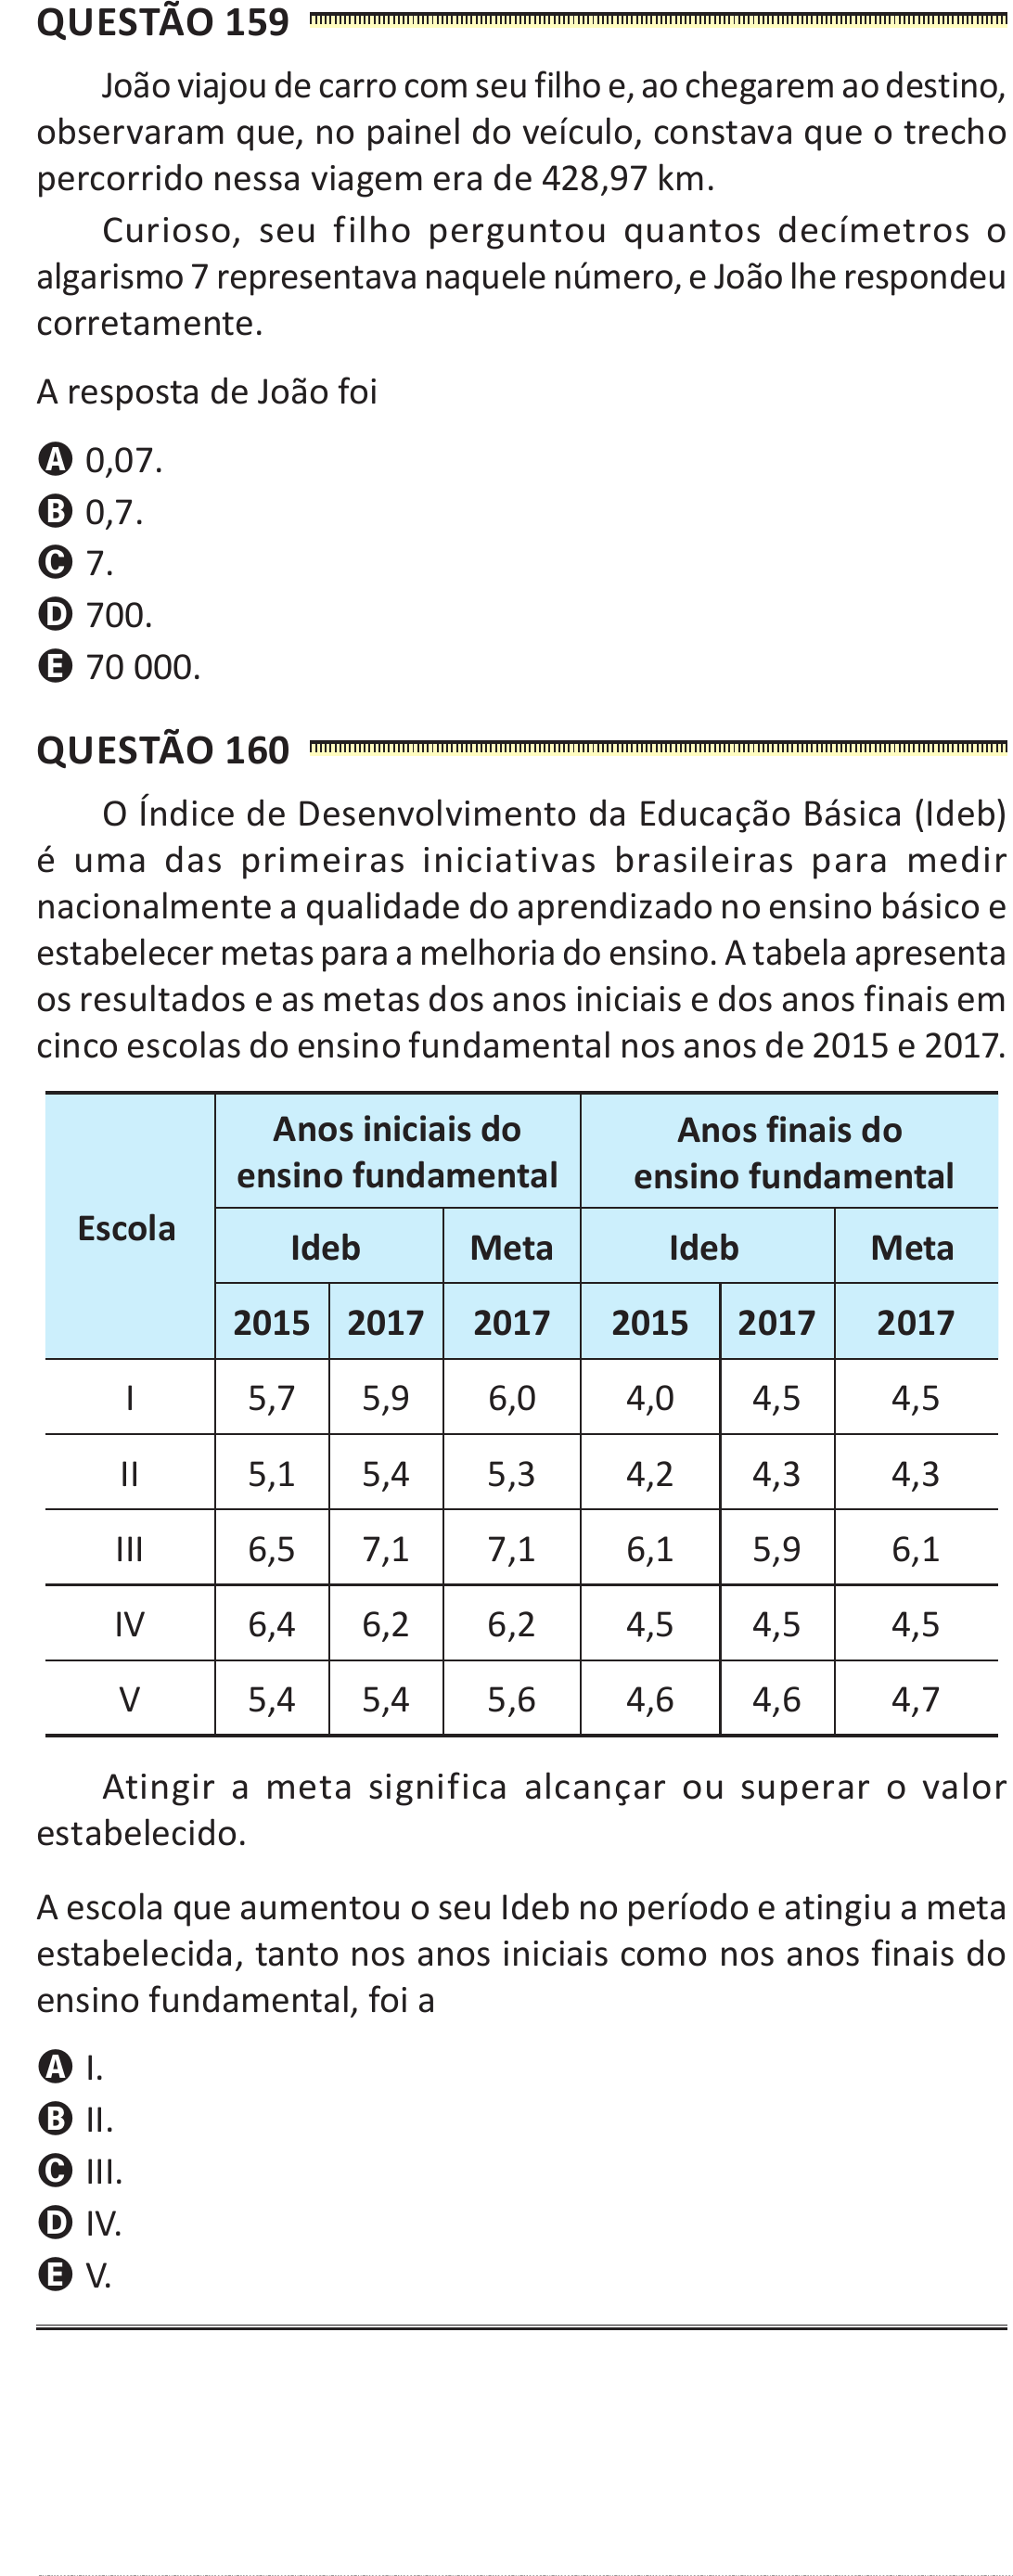 QUESTÃO 159
João viajou de carro com seu filho e, ao chegarem ao destino,
observaram que, no painel do veículo, constava que o trecho
percorrido nessa viagem era de 428,97 km.
Curioso, seu filho perguntou quantos decímetros o
algarismo 7 representava naquele número, e João lhe respondeu
corretamente.
A resposta de João foi
A 0,07.
B 0,7.
C 7.
D 700.
E 70 000.
QUESTÃO 160
O Índice de Desenvolvimento da Educação Básica (Ideb)
é uma das primeiras iniciativas brasileiras para medir
nacionalmente a qualidade do aprendizado no ensino básico e
estabelecer metas para a melhoria do ensino. A tabela apresenta
os resultados e as metas dos anos iniciais e dos anos finais em
cinco escolas do ensino fundamental nos anos de 2015 e 2017.
Escola
Anos iniciais do ensino fundamental
Anos finais do ensino fundamental
Ideb Meta Ideb Meta
2015 2017 2017 2015 2017 2017
I 5,7 5,9 6,0 4,0 4,5 4,5
II 5,1 5,4 5,3 4,2 4,3 4,3
III 6,5 7,1 7,1 6,1 5,9 6,1
IV 6,4 6,2 6,2 4,5 4,5 4,5
V 5,4 5,4 5,6 4,6 4,6 4,7
Atingir a meta significa alcançar ou superar o valor
estabelecido.
A escola que aumentou o seu Ideb no período e atingiu a meta
estabelecida, tanto nos anos iniciais como nos anos finais do
ensino fundamental, foi a
A I.
B II.
C III.
D IV.
E V.